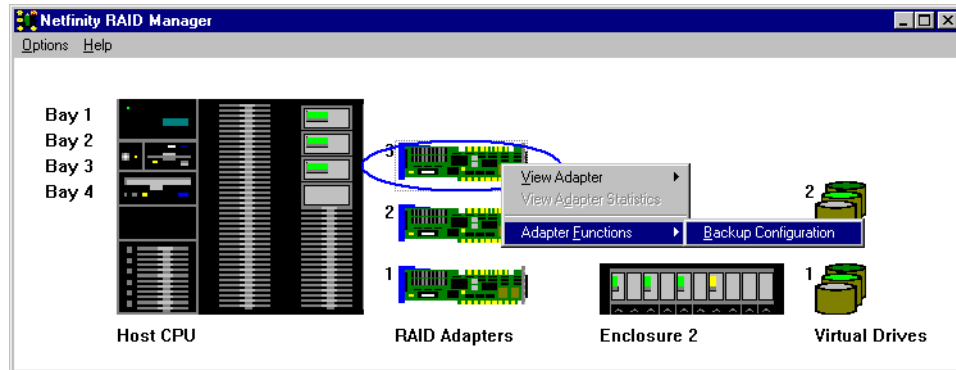 Netfinity RAID Manager
Options Help
Bay 1
Bay 2
Bay 3
Bay 4
3
2
1
View Adapter
View Adapter Statistics
Adapter Functions
Backup Configuration
2
1
Host CPU
RAID Adapters
Enclosure 2
Virtual Drives